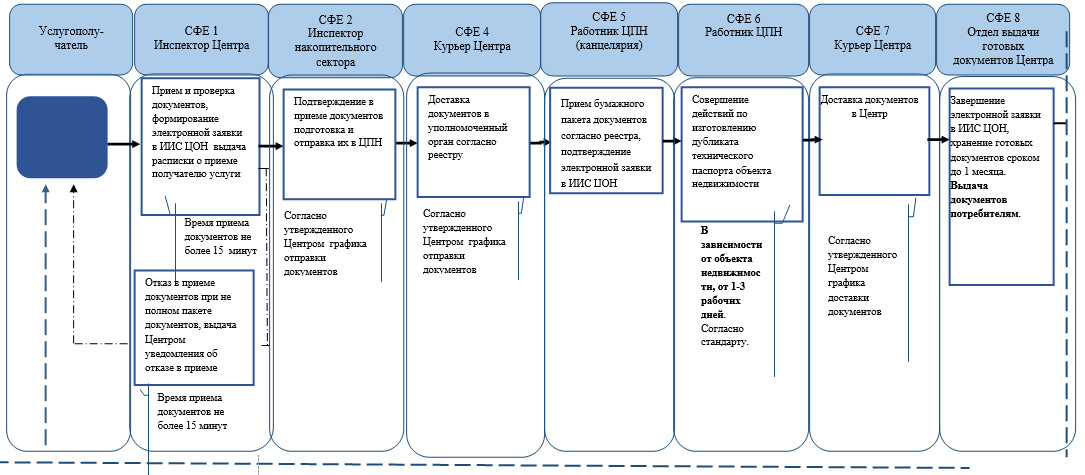 Услугополу-
чатель
СФЕ 1
Инспектор Центра
СФЕ 2
Инспектор
накопительного
сектора
СФЕ 4
Курьер Центра
СФЕ 5
Работник ЦПН
(канцелярия)
СФЕ 6
Работник ЦПН
СФЕ 7
Курьер Центра
СФЕ 8
Отдел выдачи
готовых
документов Центра
Прием и проверка
документов,
формирование
электронной заявки
в ИИС ЦОН выдача
расписки о приеме
получателю услуги
Время приема
документов не
более 15 минут
Отказ в приеме
документов при не
полном пакете
документов, выдача
Центром
уведомления об
отказе в приеме
Время приема
документов не
более 15 минут
Подтверждение в
приеме документов
подготовка и
отправка их в ЦПН
Согласно
утвержденного
Центром графика
отправки
документов
Доставка
документов в
уполномоченный
орган согласно
реестру
Согласно
утвержденного
Центром графика
отправки
документов
Прием бумажного
пакета документов
согласно реестра,
подтверждение
электронной заявки
в ИИС ЦОН
Совершение
действий по
изготовлению
дубликата
технического
паспорта объекта
недвижимости
В
зависимости
от объекта
недвижимос
ти, от 1-3
рабочих
дней.
Согласно
стандарту.
Доставка документов
в Центр
Согласно
утвержденного
Центром
графика
доставки
документов
Завершение
электронной заявки
в ИИС ЦОН,
хранение готовых
документов сроком
до 1 месяца.
Выдача
документов
потребителям.